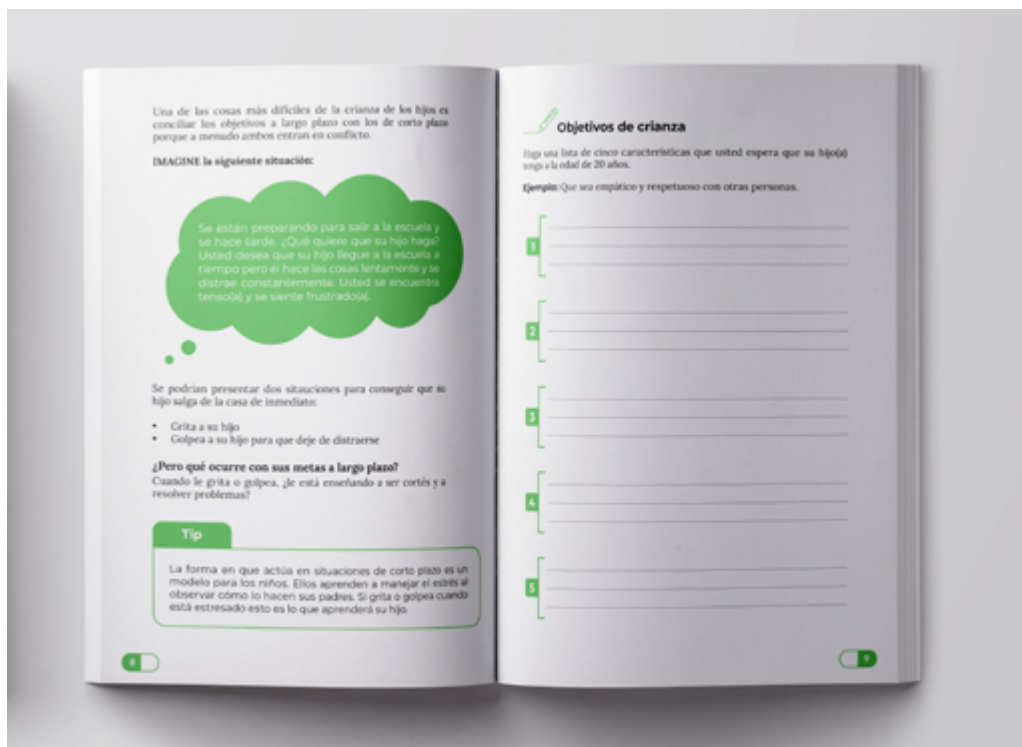 Una de las cosas más difíciles de la crianza de los hijos es
conciliar los objetivos a largo plazo con los de corto plazo
porque a menudo ambos entran en conflicto.
IMAGINE la siguiente situación:
Se están preparando para salir a la escuela y
se hace tarde. ¿Qué quiere que su hijo haga?
Usted desea que su hijo llegue a la escuela a
tiempo pero él hace las cosas lentamente y se
distrae constantemente. Usted se encuentra
tenso(a) y se siente frustrado(a).
Se podrían presentar dos sitauciones para conseguir que su
hijo salga de la casa de inmediato:
• Grita a su hijo
• Golpea a su hijo para que deje de distraerse
¿Pero qué ocurre con sus metas a largo plazo?
Cuando le grita o golpea, ¿le está enseñando a ser cortés y a
resolver problemas?
Tip
La forma en que actúa en situaciones de corto plazo es un
modelo para los niños. Ellos aprenden a manejar el estrés al
observar cómo lo hacen sus padres. Si grita o golpea cuando
está estresado esto es lo que aprenderá su hijo.
8
Objetivos de crianza
Haga una lista de cinco características que usted espera que su hijo(a)
tenga a la edad de 20 años.
Ejemplo: Que sea empático y respetuoso con otras personas.
1
2
3
4
5
9